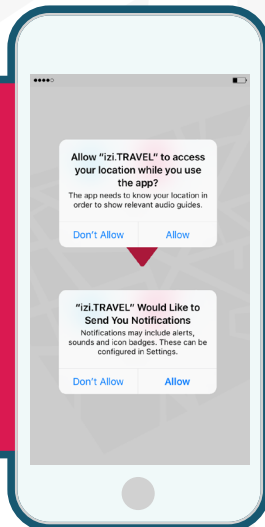 Allow "izi.TRAVEL" to access
your location while you use
the app?
The app needs to know your location in
order to show relevant audio guides.
Don't Allow Allow
"izi.TRAVEL" Would Like to
Send You Notifications
Notifications may include alerts,
sounds and icon badges. These can be
configured in Settings.
Don't Allow Allow